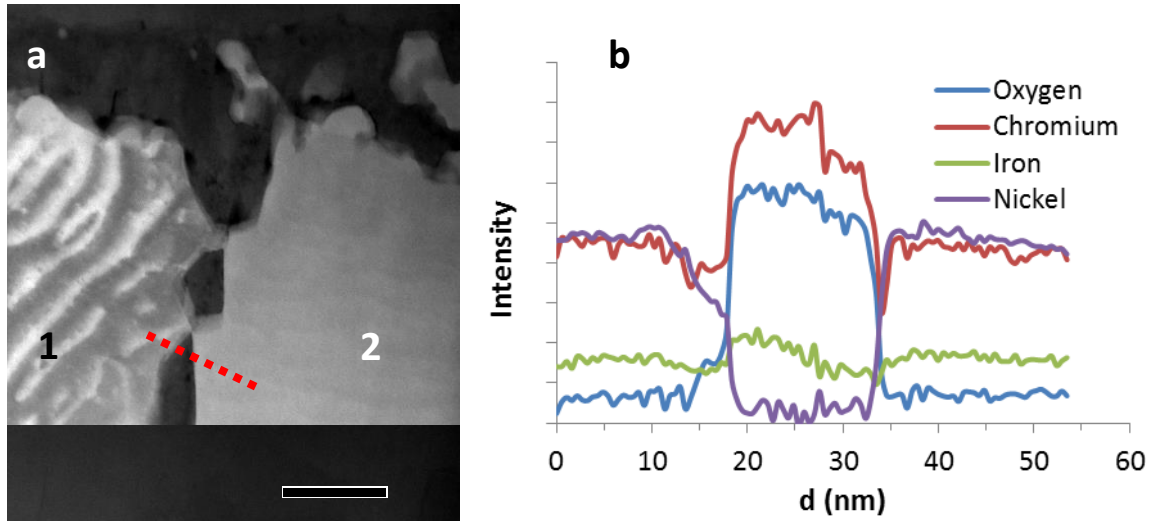 a
1
2
b
Oxygen
Chromium
Iron
Nickel
Intensity
0 10 20 30 40 50 60
d (nm)